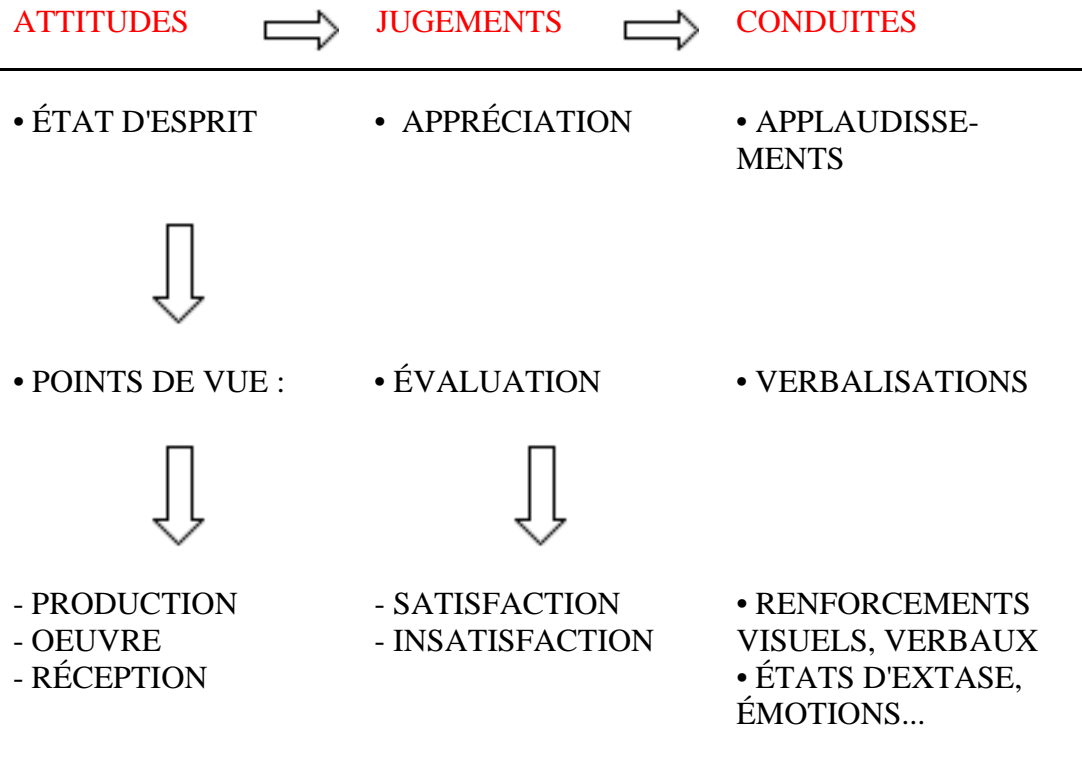 ATTITUDES JUGEMENTS CONDUITES
• ÉTAT D'ESPRIT • APPRÉCIATION • APPLAUDISSE-
MENTS
• POINTS DE VUE : • ÉVALUATION • VERBALISATIONS
- PRODUCTION - SATISFACTION • RENFORCEMENTS
- OEUVRE - INSATISFACTION VISUELS, VERBAUX
- RÉCEPTION • ÉTATS D'EXTASE,
ÉMOTIONS...